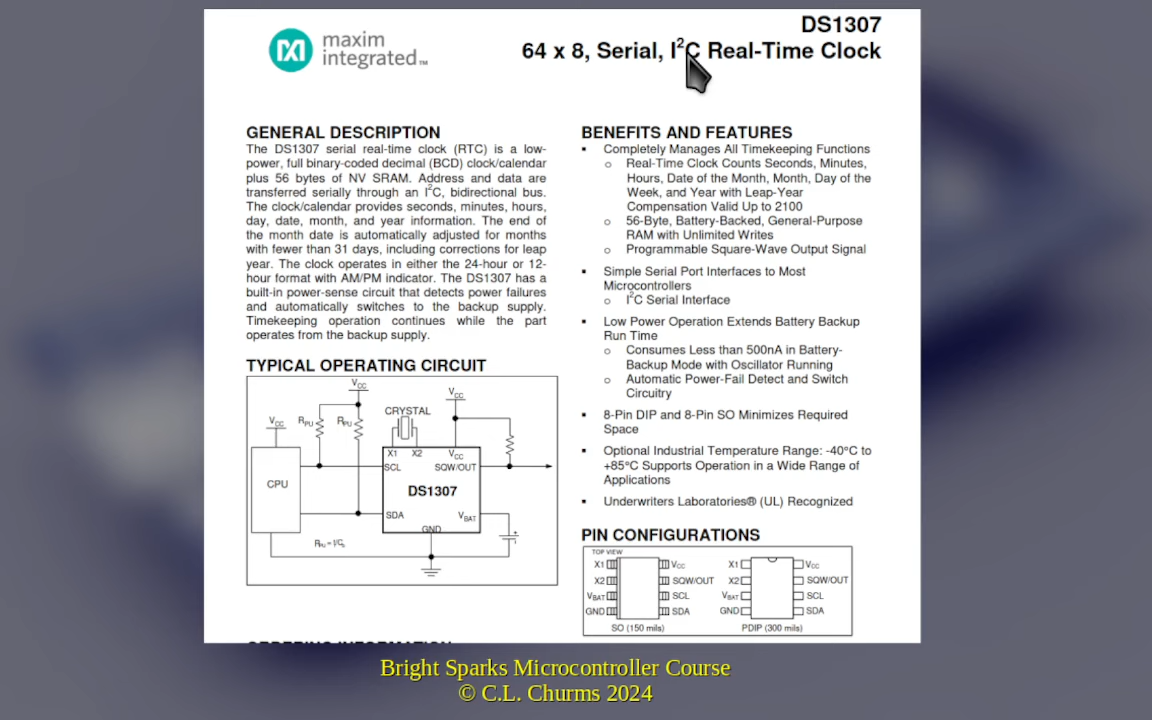 maxim
integrated™
DS1307
64 x 8, Serial, I²C Real-Time Clock
GENERAL DESCRIPTION
The DS1307 serial real-time clock (RTC) is a low-
power, full binary-coded decimal (BCD) clock/calendar
plus 56 bytes of NV SRAM. Address and data are
transferred serially through an I²C, bidirectional bus.
The clock/calendar provides seconds, minutes, hours,
day, date, month, and year information. The end of
the month date is automatically adjusted for months
with fewer than 31 days, including corrections for leap
year. The clock operates in either the 24-hour or 12-
hour format with AM/PM indicator. The DS1307 has a
built-in power-sense circuit that detects power failures
and automatically switches to the backup supply.
Timekeeping operation continues while the part
operates from the backup supply.
TYPICAL OPERATING CIRCUIT
VCC
VCC
CRYSTAL
VCC
RPU
RPU
X1
X2
VCC
SCL
SQW/OUT
CPU
DS1307
SDA
VBAT
GND
BENEFITS AND FEATURES
▪ Completely Manages All Timekeeping Functions
o Real-Time Clock Counts Seconds, Minutes,
Hours, Date of the Month, Month, Day of the
Week, and Year with Leap-Year
Compensation Valid Up to 2100
o 56-Byte, Battery-Backed, General-Purpose
RAM with Unlimited Writes
o Programmable Square-Wave Output Signal
▪ Simple Serial Port Interfaces to Most
Microcontrollers
o I²C Serial Interface
▪ Low Power Operation Extends Battery Backup
Run Time
o Consumes Less than 500nA in Battery-
Backup Mode with Oscillator Running
o Automatic Power-Fail Detect and Switch
Circuitry
▪ 8-Pin DIP and 8-Pin SO Minimizes Required
Space
▪ Optional Industrial Temperature Range: -40°C to
+85°C Supports Operation in a Wide Range of
Applications
▪ Underwriters Laboratories® (UL) Recognized
PIN CONFIGURATIONS
TOP VIEW
X1 VCC X1 VCC
X2 SQW/OUT X2 SQW/OUT
VBAT SCL VBAT SCL
GND SDA GND SDA
SO (150 mils) PDIP (300 mils)
Bright Sparks Microcontroller Course
© C.L. Churms 2024